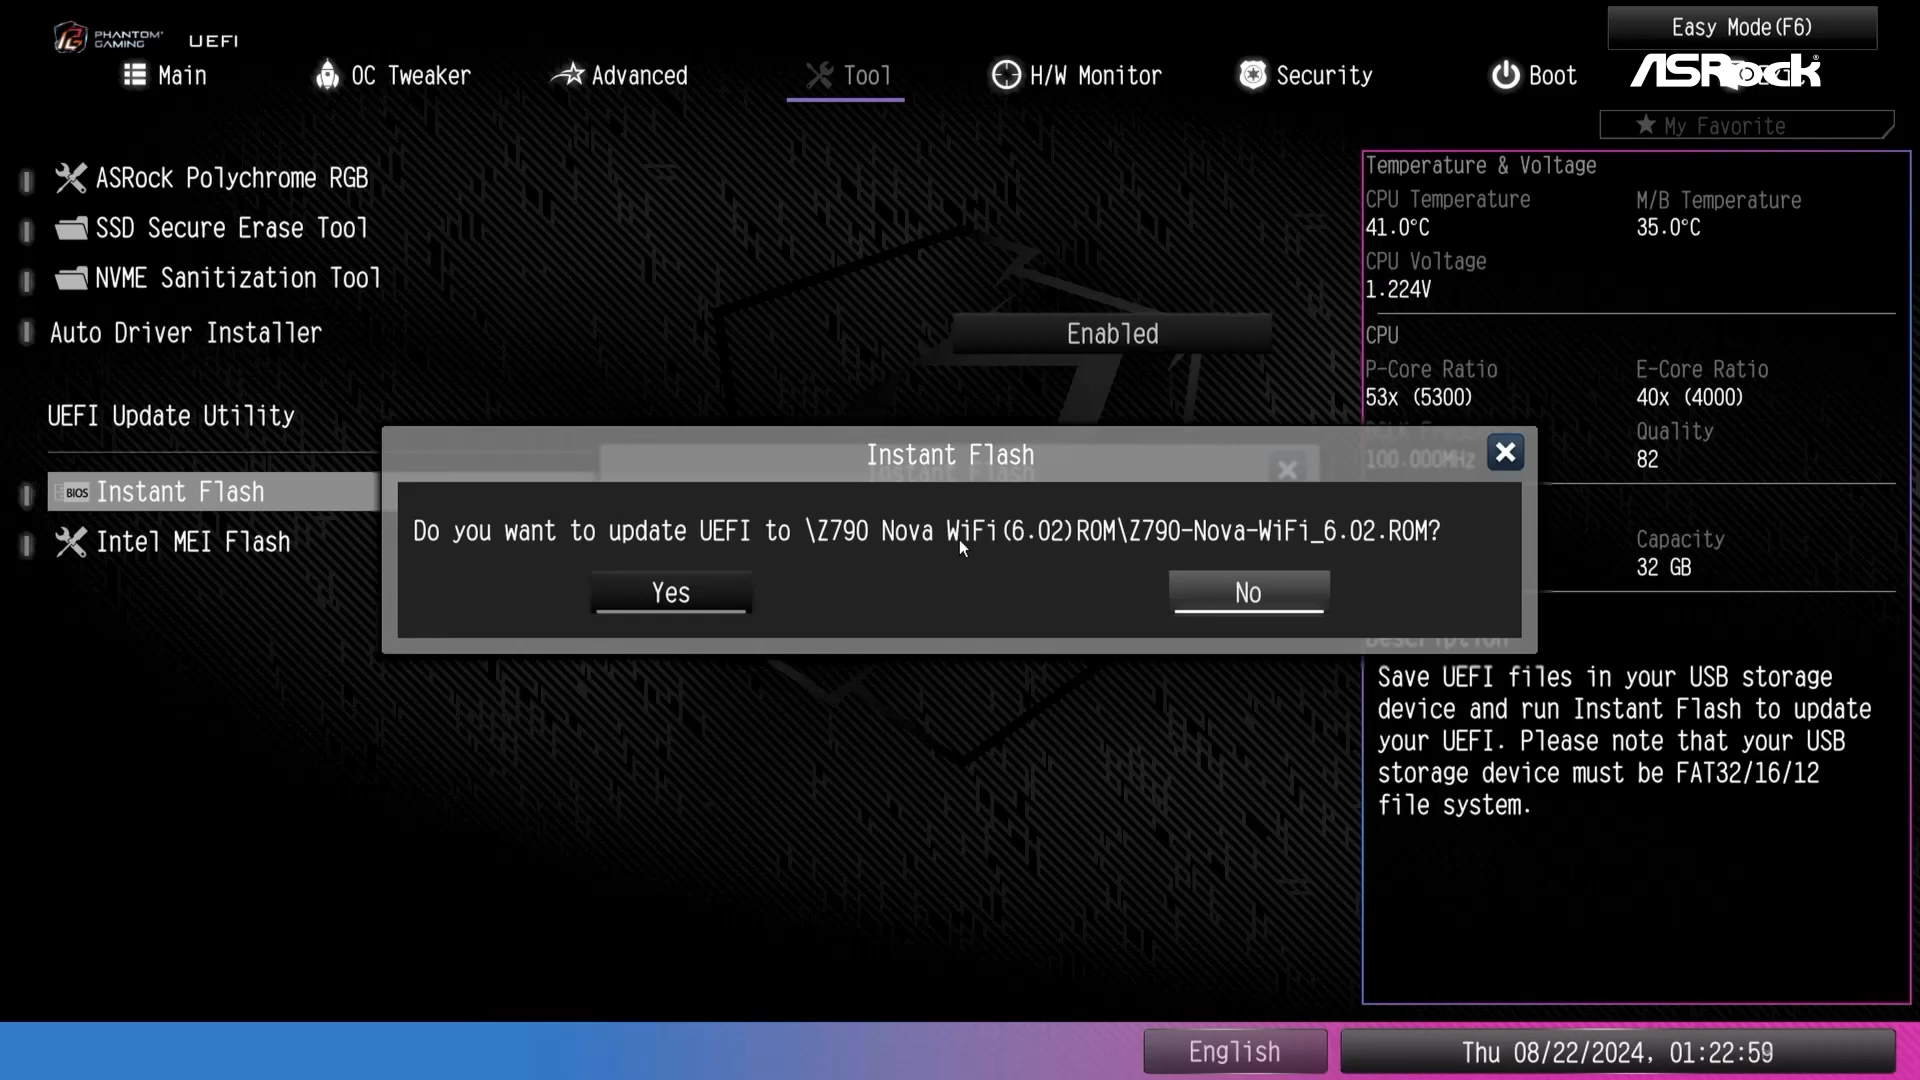 PHANTOM GAMING UEFI
Easy Mode(F6)
Main OC Tweaker Advanced Tool H/W Monitor Security Boot ASRock
My Favorite
ASRock Polychrome RGB
SSD Secure Erase Tool
NVME Sanitization Tool
Auto Driver Installer Enabled
UEFI Update Utility
BIOS Instant Flash
Intel MEI Flash
Instant Flash
Do you want to update UEFI to \Z790 Nova WiFi(6.02)ROM\Z790-Nova-WiFi_6.02.ROM?
Yes No
Temperature & Voltage
CPU Temperature M/B Temperature
41.0°C 35.0°C
CPU Voltage
1.224V
CPU
P-Core Ratio E-Core Ratio
53x (5300) 40x (4000)
Quality
100.000MHz 82
Capacity
32 GB
Description
Save UEFI files in your USB storage
device and run Instant Flash to update
your UEFI. Please note that your USB
storage device must be FAT32/16/12
file system.
English Thu 08/22/2024, 01:22:59